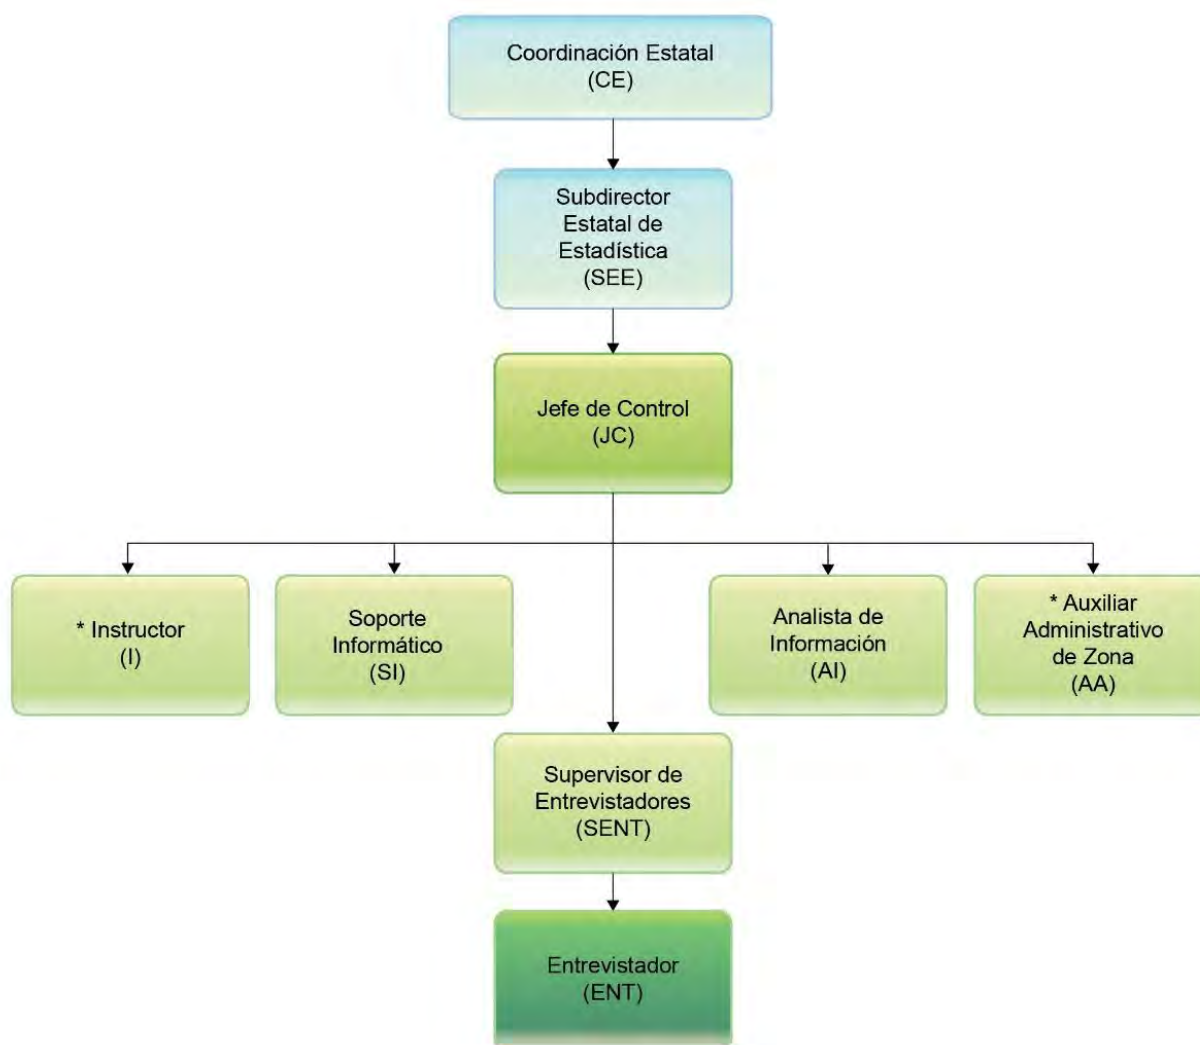 Coordinación Estatal
(CE)
Subdirector
Estatal de
Estadística
(SEE)
Jefe de Control
(JC)
* Instructor
(I)
Soporte
Informático
(SI)
Analista de
Información
(AI)
* Auxiliar
Administrativo
de Zona
(AA)
Supervisor de
Entrevistadores
(SENT)
Entrevistador
(ENT)